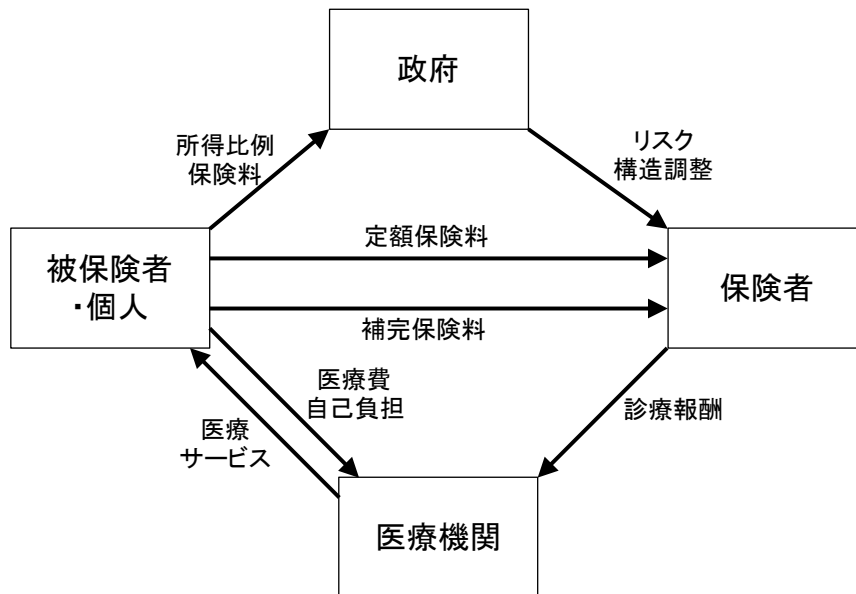 政府
所得比例
保険料
リスク
構造調整
定額保険料
被保険者
・個人
保険者
補完保険料
医療費
自己負担
診療報酬
医療
サービス
医療機関